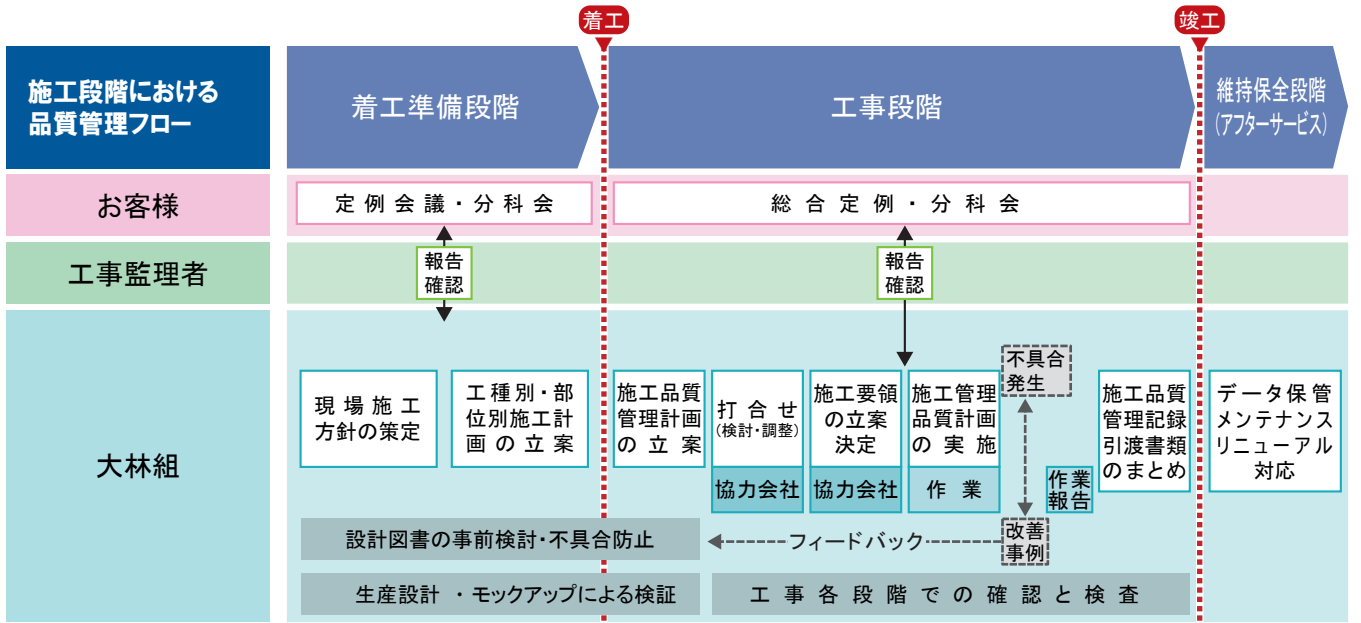 着工
竣工
施工段階における
品質管理フロー
着工準備段階
工事段階
維持保全段階
(アフターサービス)
お客様
定例会議・分科会
総合定例・分科会
工事監理者
報告
確認
報告
確認
大林組
現場施工
方針の策定
工種別・部
位別施工計
画の立案
施工品質
管理計画
の立案
打合せ
(検討・調整)
協力会社
施工要領
の立案
決定
協力会社
施工管理
品質計画
の実施
作業
不具合
発生
作業
報告
施工品質
管理記録
引渡書類
のまとめ
データ保管
メンテナンス
リニューアル
対応
設計図書の事前検討・不具合防止
フィードバック
改善
事例
生産設計・モックアップによる検証
工事各段階での確認と検査